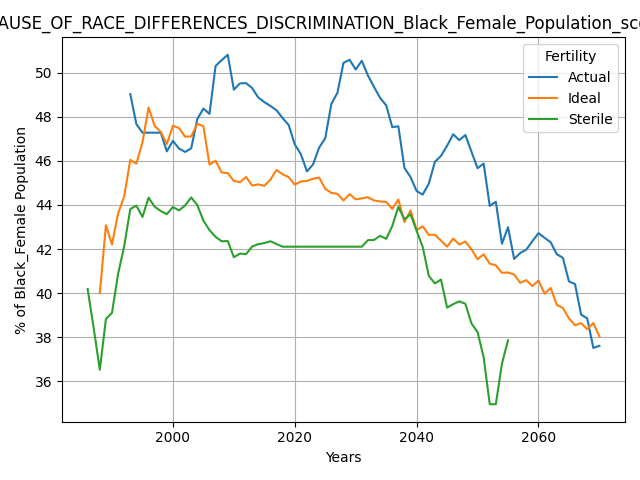 AUSE_OF_RACE_DIFFERENCES_DISCRIMINATION_Black_Female_Population_sc
Fertility
Actual
Ideal
Sterile
50
48
46
44
42
40
38
36
% of Black_Female Population
2000 2020 2040 2060
Years